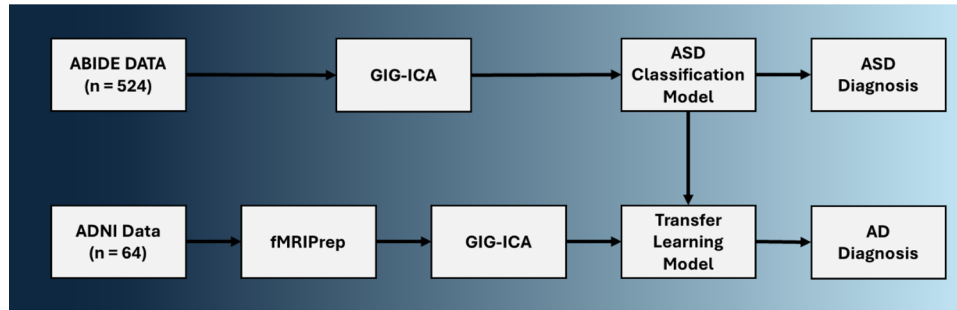 ABIDE DATA
(n = 524)
GIG-ICA
ASD
Classification
Model
ASD
Diagnosis
ADNI Data
(n = 64)
fMRIPrep
GIG-ICA
Transfer
Learning
Model
AD
Diagnosis